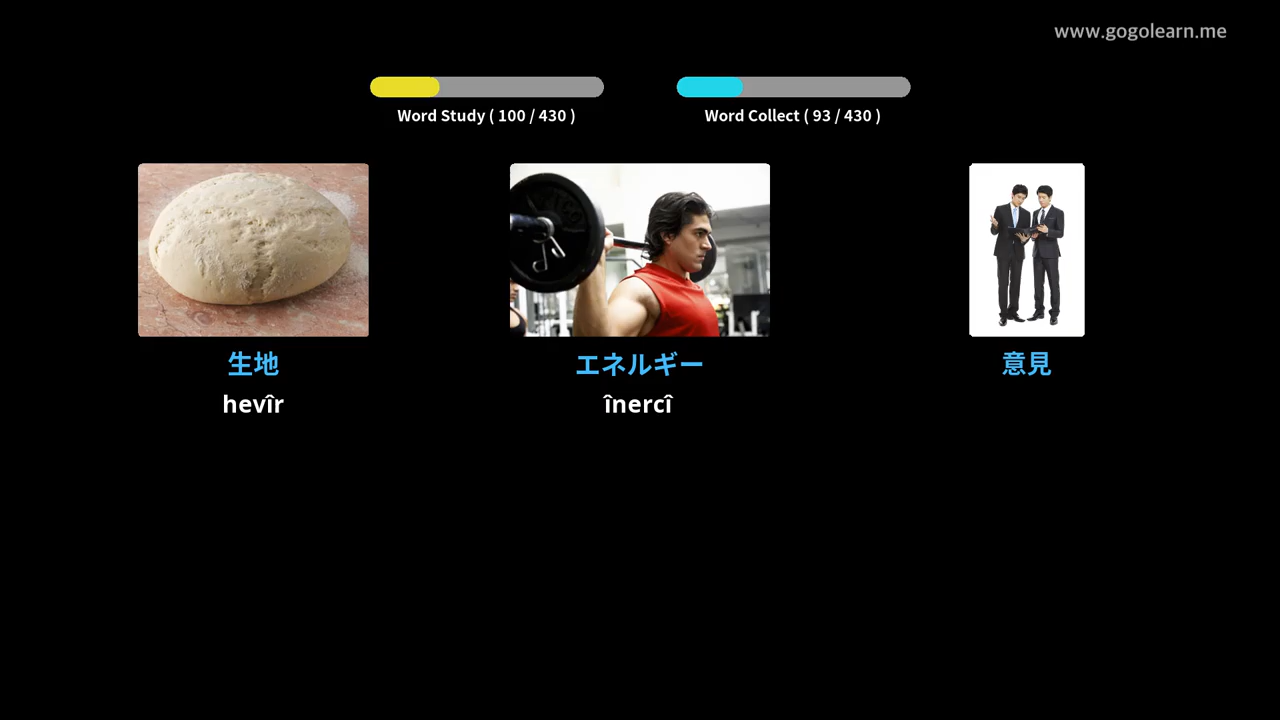 www.gogolearn.me
Word Study ( 100 / 430 )
Word Collect ( 93 / 430 )
生地
エネルギー
意見
hevîr
înercî